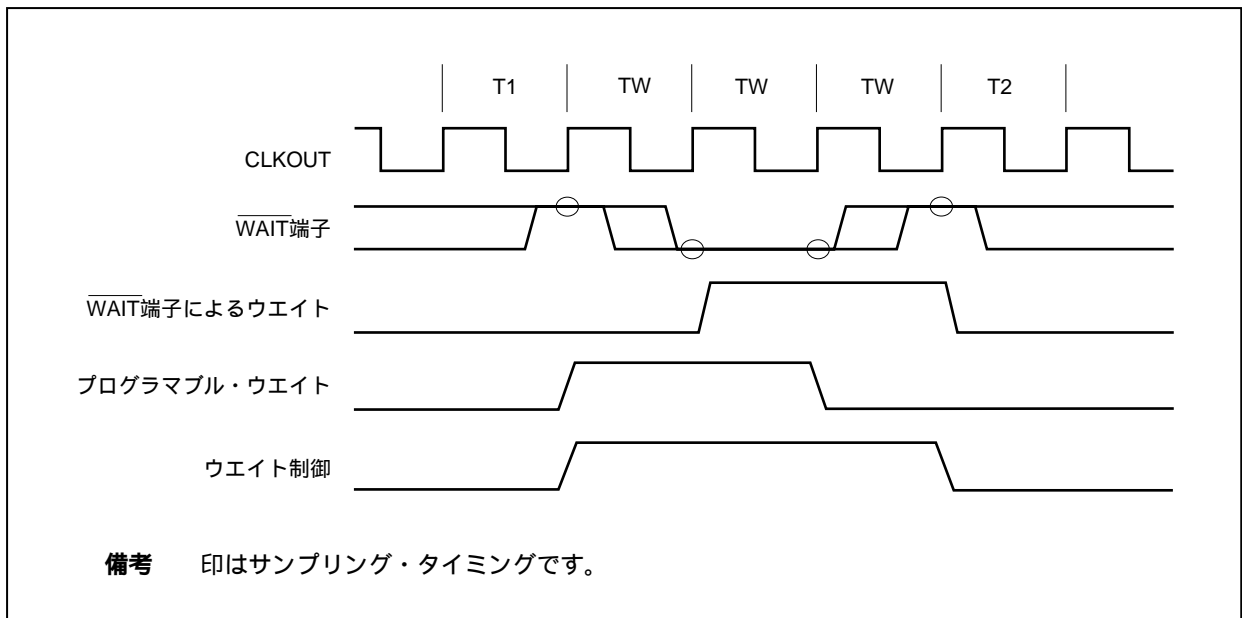 T1 TW TW TW T2
CLKOUT
WAIT端子
WAIT端子によるウエイト
プログラマブル・ウエイト
ウエイト制御
備考 印はサンプリング・タイミングです。